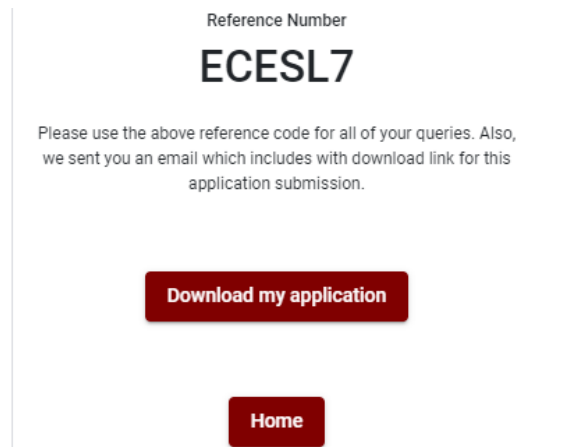 Reference Number
ECESL7
Please use the above reference code for all of your queries. Also,
we sent you an email which includes with download link for this
application submission.
Download my application
Home